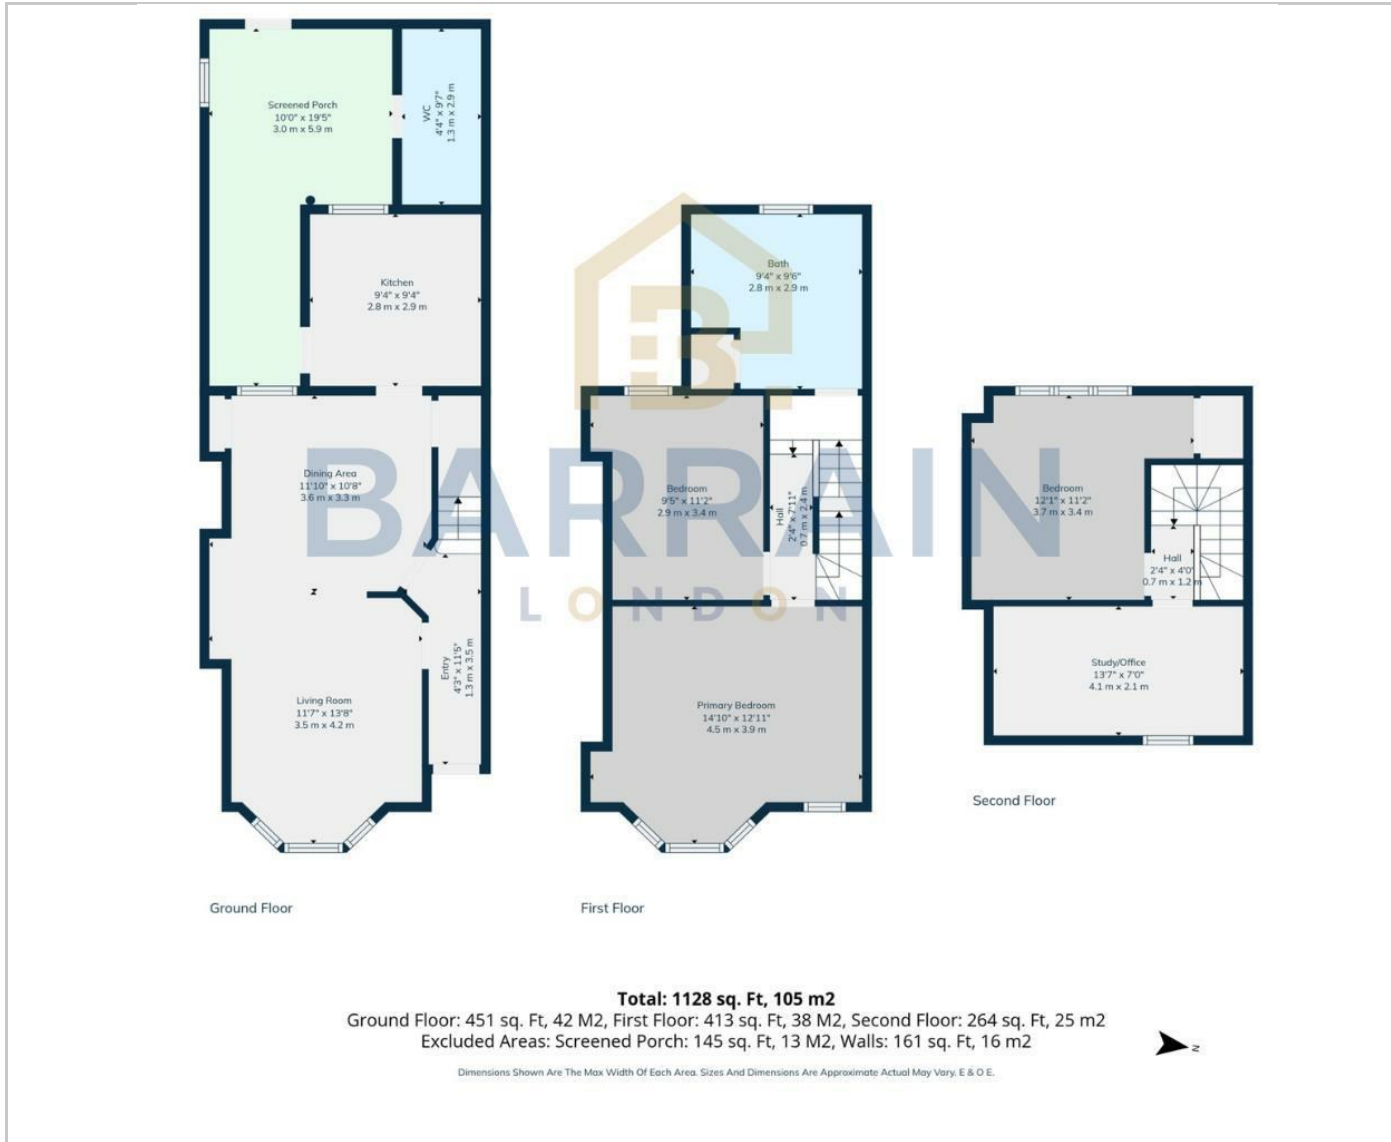 Screened Porch
10'0" x 19'5"
3.0 m x 5.9 m
WC
4'4" x 9'7"
1.3 m x 2.9 m
Kitchen
9'4" x 9'4"
2.8 m x 2.9 m
Dining Area
11'10" x 10'8"
3.6 m x 3.3 m
Living Room
11'7" x 13'8"
3.5 m x 4.2 m
Entry
4'3" x 11'5"
1.3 m x 3.5 m
Ground Floor
Bath
9'4" x 9'6"
2.8 m x 2.9 m
Bedroom
9'5" x 11'2"
2.9 m x 3.4 m
Hall
2'4" x 7'11"
0.7 m x 2.4 m
Primary Bedroom
14'10" x 12'11"
4.5 m x 3.9 m
First Floor
Bedroom
12'1" x 11'2"
3.7 m x 3.4 m
Hall
2'4" x 4'0"
0.7 m x 1.2 m
Study/Office
13'7" x 7'0"
4.1 m x 2.1 m
Second Floor
B.
BARRAIN
LONDON
Total: 1128 sq. Ft, 105 m2
Ground Floor: 451 sq. Ft, 42 M2, First Floor: 413 sq. Ft, 38 M2, Second Floor: 264 sq. Ft, 25 m2
Excluded Areas: Screened Porch: 145 sq. Ft, 13 M2, Walls: 161 sq. Ft, 16 m2
N
Dimensions Shown Are The Max Width Of Each Area. Sizes And Dimensions Are Approximate Actual May Vary. E & O E.